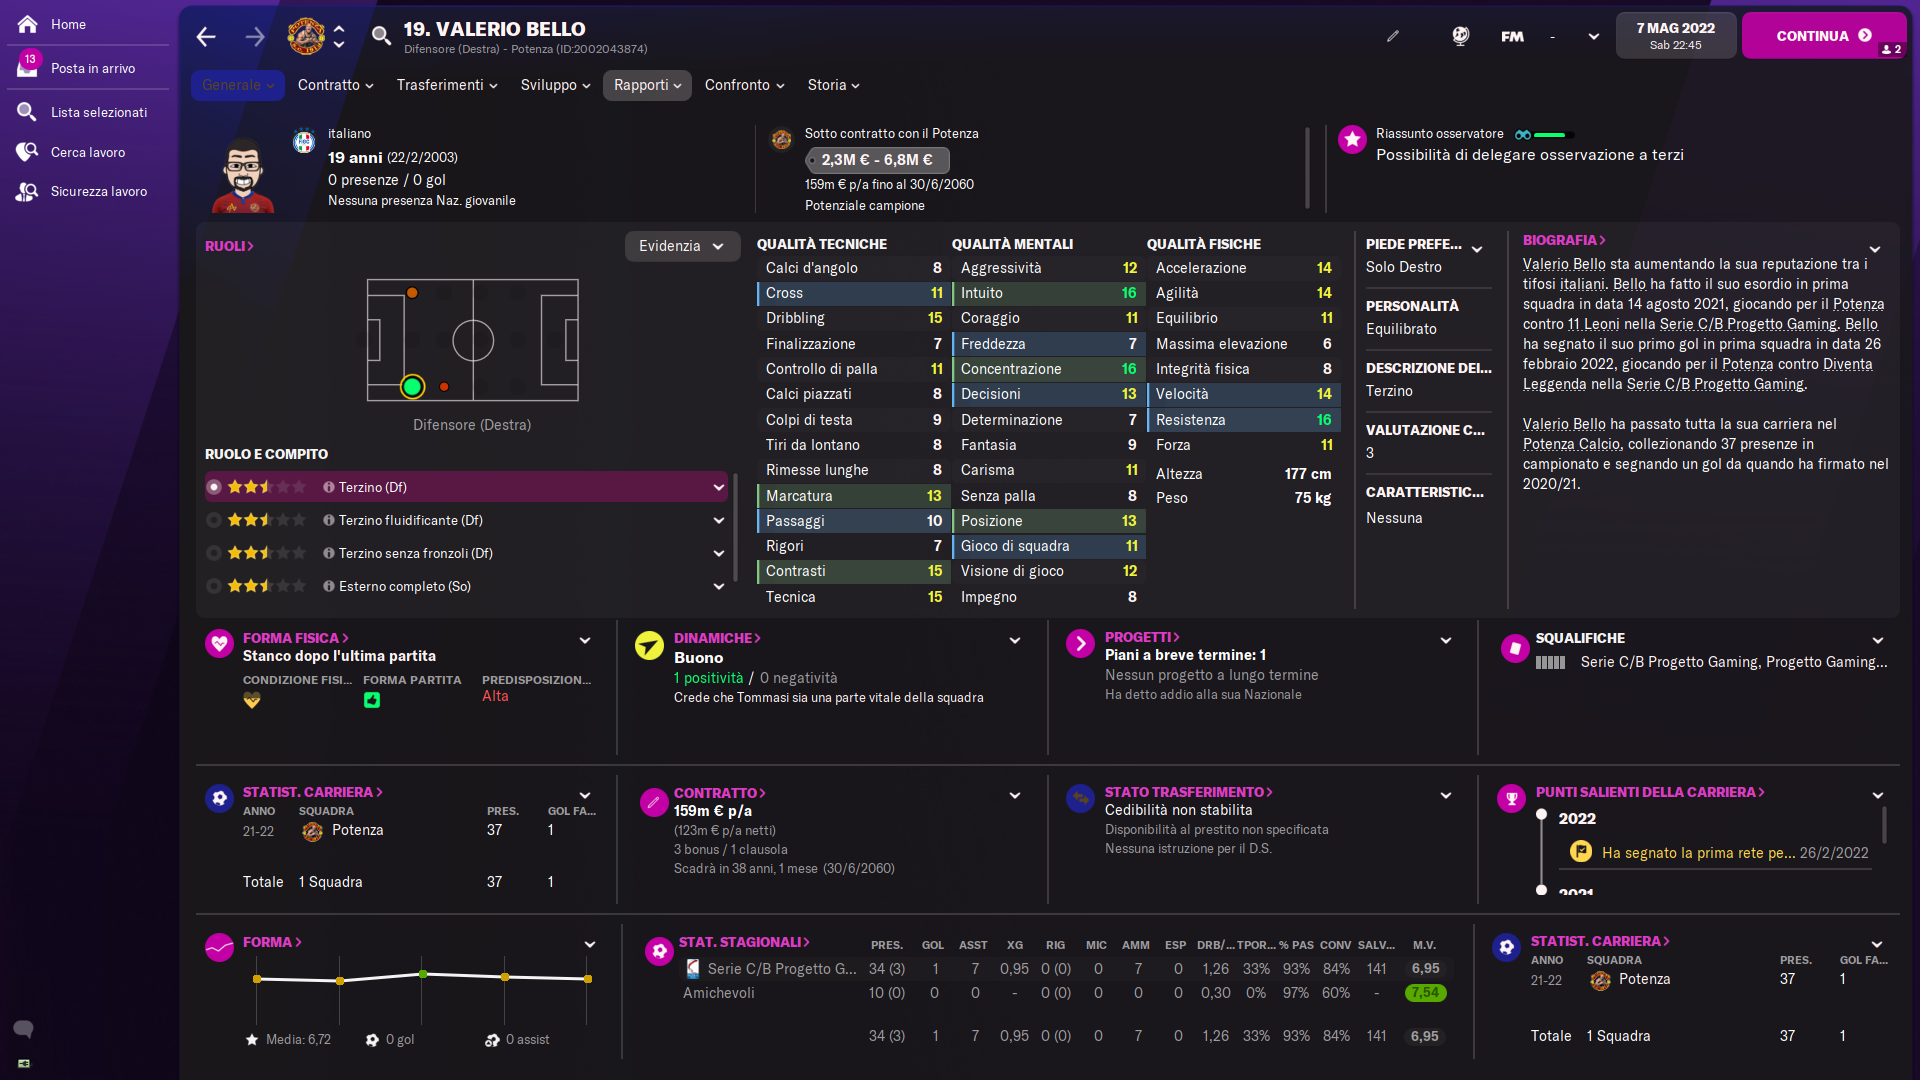 Home
13
Posta in arrivo
Lista selezionati
Cerca lavoro
Sicurezza lavoro
19. VALERIO BELLO
Difensore (Destra) - Potenza (ID:2002043874)
FM
-
7 MAG 2022
Sab 22:45
CONTINUA
2
Generale
Contratto
Trasferimenti
Sviluppo
Rapporti
Confronto
Storia
italiano
19 anni (22/2/2003)
0 presenze / 0 gol
Nessuna presenza Naz. giovanile
Sotto contratto con il Potenza
2,3M € - 6,8M €
159m € p/a fino al 30/6/2060
Potenziale campione
Riassunto osservatore
Possibilità di delegare osservazione a terzi
RUOLI
Evidenzia
Difensore (Destra)
RUOLO E COMPITO
Terzino (Df)
Terzino fluidificante (Df)
Terzino senza fronzoli (Df)
Esterno completo (So)
QUALITÀ TECNICHE
Calci d'angolo 8
Cross 11
Dribbling 15
Finalizzazione 7
Controllo di palla 11
Calci piazzati 8
Colpi di testa 9
Tiri da lontano 8
Rimesse lunghe 8
Marcatura 13
Passaggi 10
Rigori 7
Contrasti 15
Tecnica 15
QUALITÀ MENTALI
Aggressività 12
Intuito 16
Coraggio 11
Freddezza 7
Concentrazione 16
Decisioni 13
Determinazione 7
Fantasia 9
Carisma 11
Senza palla 8
Posizione 13
Gioco di squadra 11
Visione di gioco 12
Impegno 8
QUALITÀ FISICHE
Accelerazione 14
Agilità 14
Equilibrio 11
Massima elevazione 6
Integrità fisica 8
Velocità 14
Resistenza 16
Forza 11
Altezza 177 cm
Peso 75 kg
PIEDE PREFE...
Solo Destro
PERSONALITÀ
Equilibrato
DESCRIZIONE DEI...
Terzino
VALUTAZIONE C...
3
CARATTERISTIC...
Nessuna
BIOGRAFIA
Valerio Bello sta aumentando la sua reputazione tra i
tifosi italiani. Bello ha fatto il suo esordio in prima
squadra in data 14 agosto 2021, giocando per il Potenza
contro 11 Leoni nella Serie C/B Progetto Gaming. Bello
ha segnato il suo primo gol in prima squadra in data 26
febbraio 2022, giocando per il Potenza contro Diventa
Leggenda nella Serie C/B Progetto Gaming.
Valerio Bello ha passato tutta la sua carriera nel
Potenza Calcio, collezionando 37 presenze in
campionato e segnando un gol da quando ha firmato nel
2020/21.
FORMA FISICA
Stanco dopo l'ultima partita
CONDIZIONE FISI... FORMA PARTITA PREDISPOSIZION...
Alta
DINAMICHE
Buono
1 positività / 0 negatività
Crede che Tommasi sia una parte vitale della squadra
PROGETTI
Piani a breve termine: 1
Nessun progetto a lungo termine
Ha detto addio alla sua Nazionale
SQUALIFICHE
Serie C/B Progetto Gaming, Progetto Gaming...
STATIST. CARRIERA
ANNO SQUADRA PRES. GOL FA...
21-22 Potenza 37 1
Totale 1 Squadra 37 1
CONTRATTO
159m € p/a
(123m € p/a netti)
3 bonus / 1 clausola
Scadrà in 38 anni, 1 mese (30/6/2060)
STATO TRASFERIMENTO
Cedibilità non stabilita
Disponibilità al prestito non specificata
Nessuna istruzione per il D.S.
PUNTI SALIENTI DELLA CARRIERA
2022
Ha segnato la prima rete pe... 26/2/2022
2021
FORMA
Media: 6,72
0 gol
0 assist
STAT. STAGIONALI PRES. GOL ASST XG RIG MIC AMM ESP DRB/... TPOR... % PAS CONV SALV... M.V.
Serie C/B Progetto G... 34 (3) 1 7 0,95 0 (0) 0 7 0 1,26 33% 93% 84% 141 6,95
Amichevoli 10 (0) 0 0 - 0 (0) 0 0 0 0,30 0% 97% 60% - 7,54
34 (3) 1 7 0,95 0 (0) 0 7 0 1,26 33% 93% 84% 141 6,95
STATIST. CARRIERA
ANNO SQUADRA PRES. GOL FA...
21-22 Potenza 37 1
Totale 1 Squadra 37 1